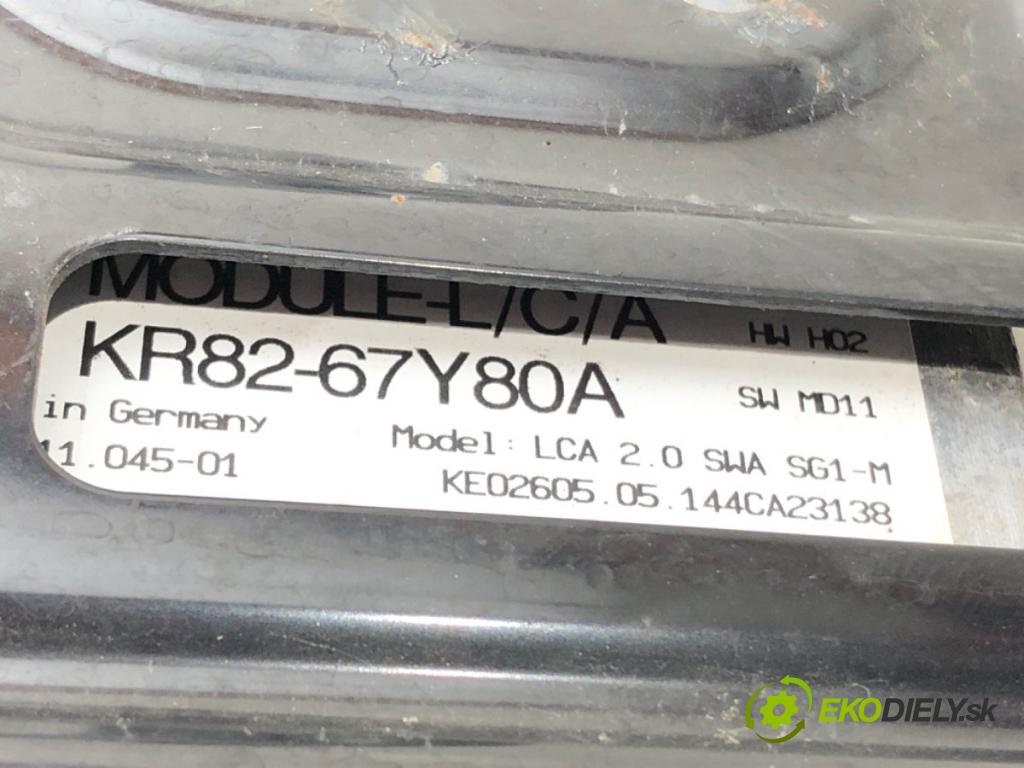 MODULE-L/C/A
HW H02
KR82-67Y80A
SW MD11
in Germany
Model: LCA 2.0 SWA SG1-M
11.045-01
KE02605.05.144CA23138
EKODIELY.sk